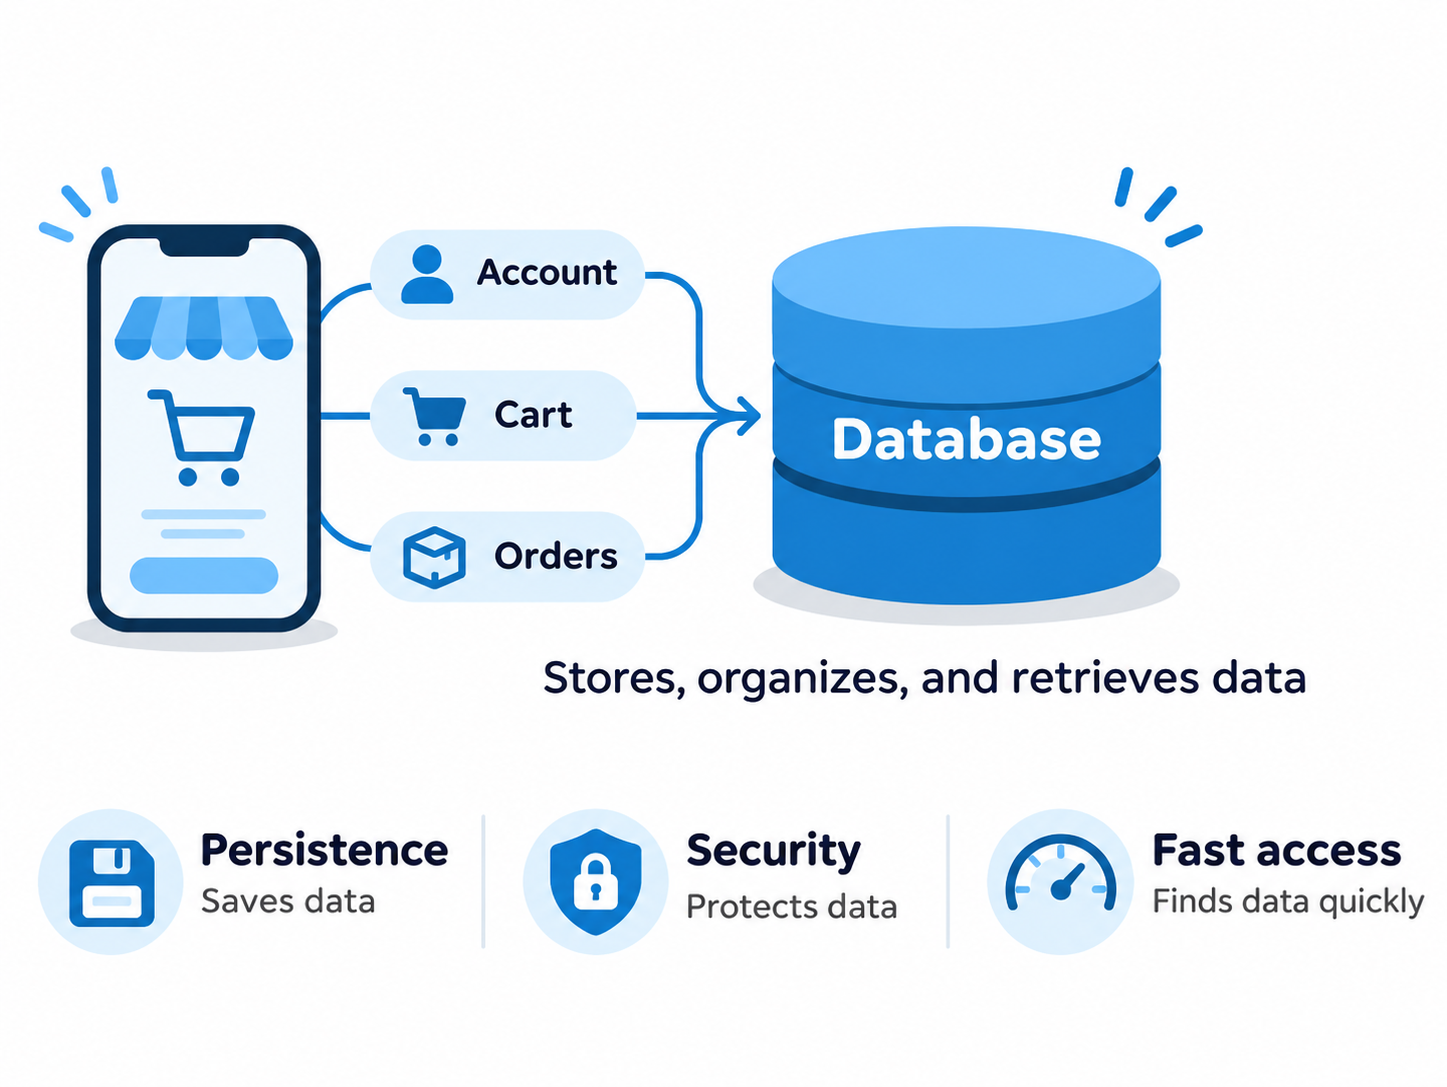 Account
Cart
Orders
Database
Stores, organizes, and retrieves data
Persistence
Saves data
Security
Protects data
Fast access
Finds data quickly